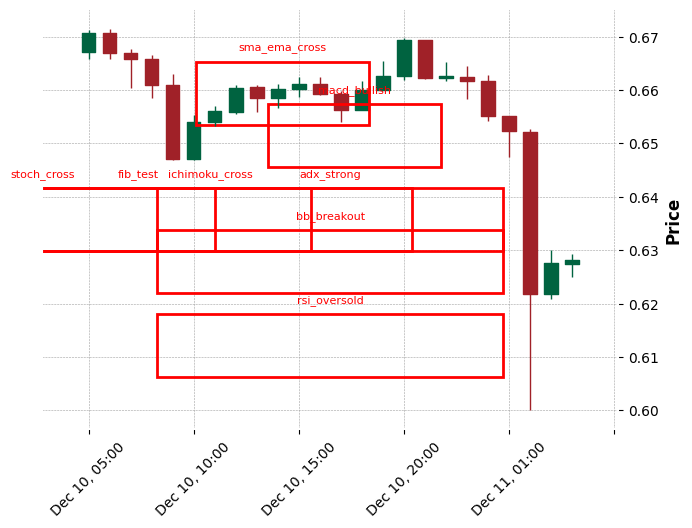 sma_ema_cross
0.67
0.66
0.65
stoch_cross
fib_test
ichimoku_cross
adx_strong
0.64
bb_breakout
0.63
0.62
rsi_oversold
0.61
0.60
Price
Dec 10, 05:00
Dec 10, 10:00
Dec 10, 15:00
Dec 10, 20:00
Dec 11, 01:00